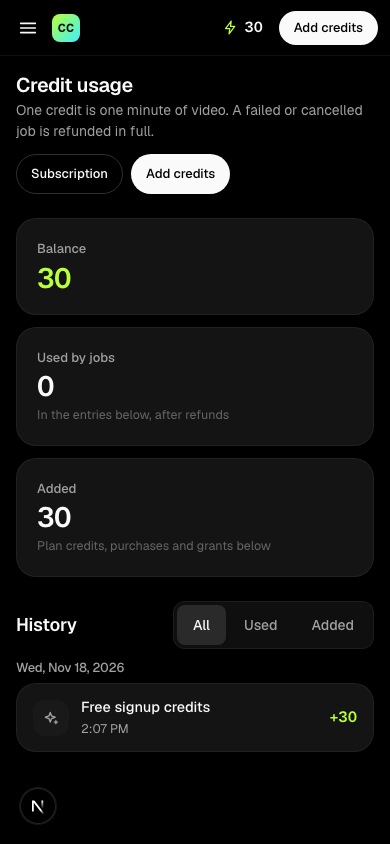 CC
30
Add credits
Credit usage
One credit is one minute of video. A failed or cancelled
job is refunded in full.
Subscription
Add credits
Balance
30
Used by jobs
0
In the entries below, after refunds
Added
30
Plan credits, purchases and grants below
History
All
Used
Added
Wed, Nov 18, 2026
Free signup credits
2:07 PM
+30
N